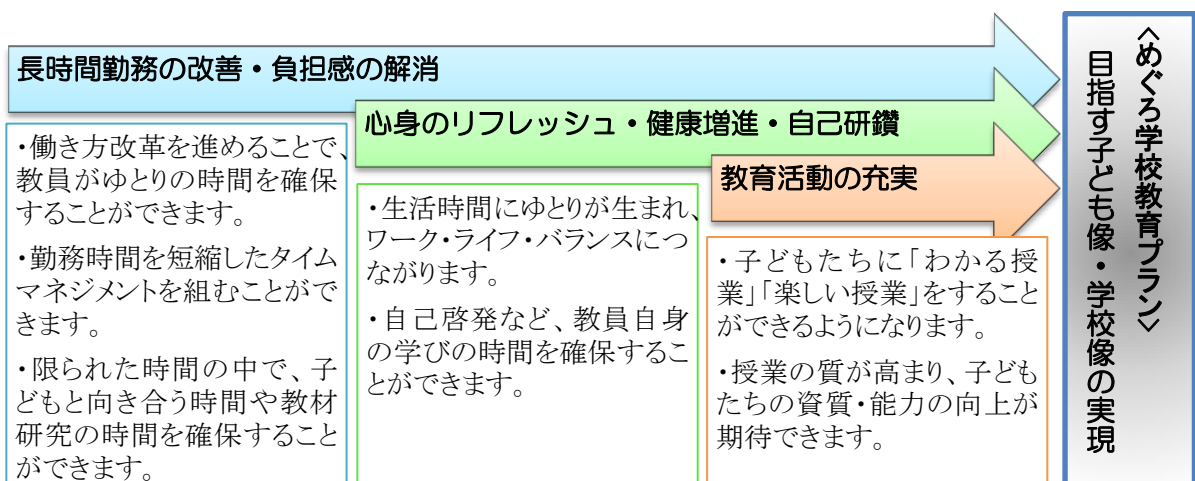 長時間勤務の改善・負担感の解消
・働き方改革を進めることで、
教員がゆとりの時間を確保
することができます。
・勤務時間を短縮したタイム
マネジメントを組むことがで
きます。
・限られた時間の中で、子
どもと向き合う時間や教材
研究の時間を確保すること
ができます。
心身のリフレッシュ・健康増進・自己研鑽
・生活時間にゆとりが生まれ、
ワーク・ライフ・バランスにつ
ながります。
・自己啓発など、教員自身
の学びの時間を確保するこ
とができます。
教育活動の充実
・子どもたちに「わかる授
業」「楽しい授業」をすること
ができるようになります。
・授業の質が高まり、子ども
たちの資質・能力の向上が
期待できます。
<めぐろ学校教育プラン>
目指す子ども像・学校像の実現